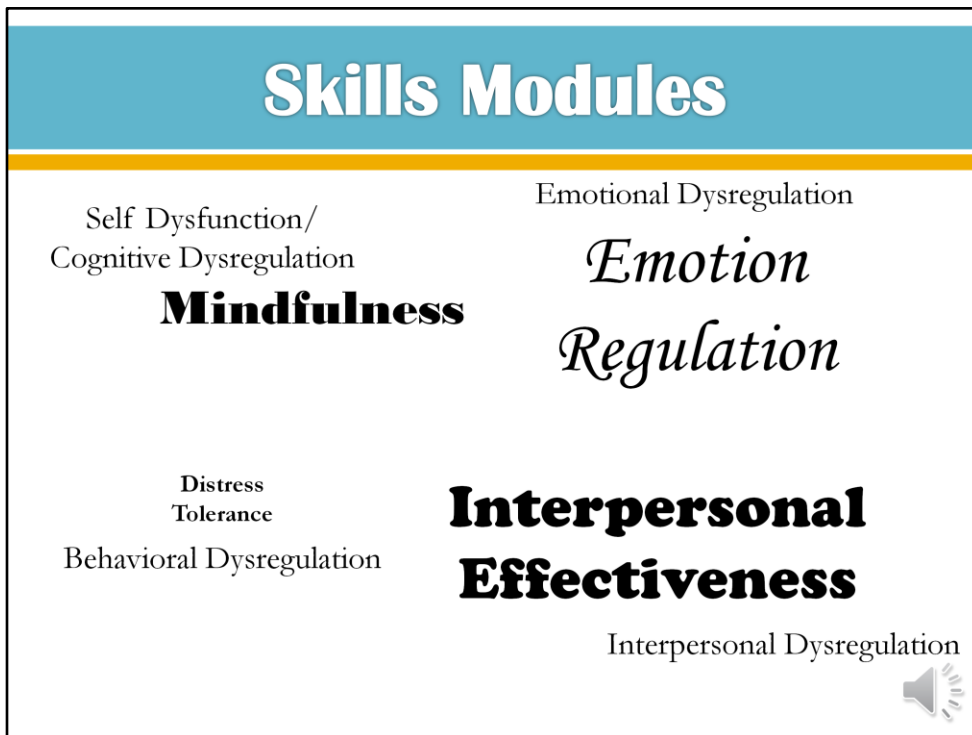 Skills Modules
Self Dysfunction/
Cognitive Dysregulation
Mindfulness
Emotional Dysregulation
Emotion
Regulation
Distress
Tolerance
Behavioral Dysregulation
Interpersonal
Effectiveness
Interpersonal Dysregulation